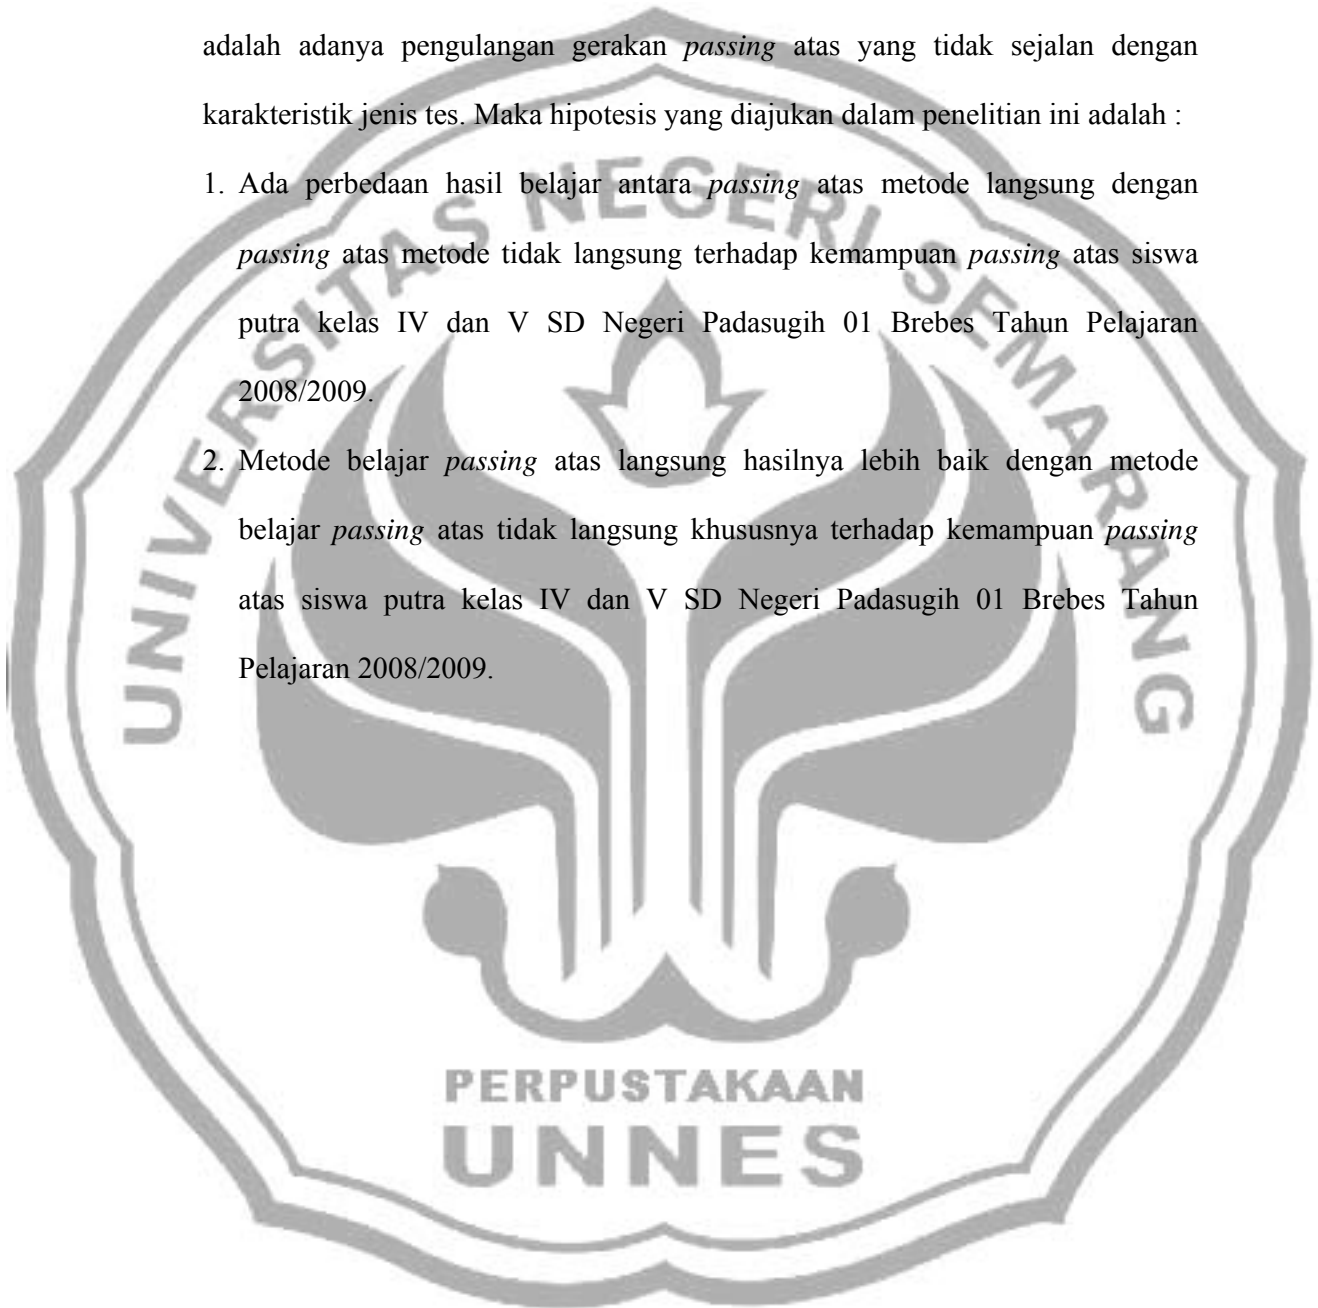 adalah adanya pengulangan gerakan passing atas yang tidak sejalan dengan
karakteristik jenis tes. Maka hipotesis yang diajukan dalam penelitian ini adalah :
1. Ada perbedaan hasil belajar antara passing atas metode langsung dengan
passing atas metode tidak langsung terhadap kemampuan passing atas siswa
putra kelas IV dan V SD Negeri Padasugih 01 Brebes Tahun Pelajaran
2008/2009.
2. Metode belajar passing atas langsung hasilnya lebih baik dengan metode
belajar passing atas tidak langsung khususnya terhadap kemampuan passing
atas siswa putra kelas IV dan V SD Negeri Padasugih 01 Brebes Tahun
Pelajaran 2008/2009.
UNIVERSITAS NEGERI SEMARANG
PERPUSTAKAAN
UNNES